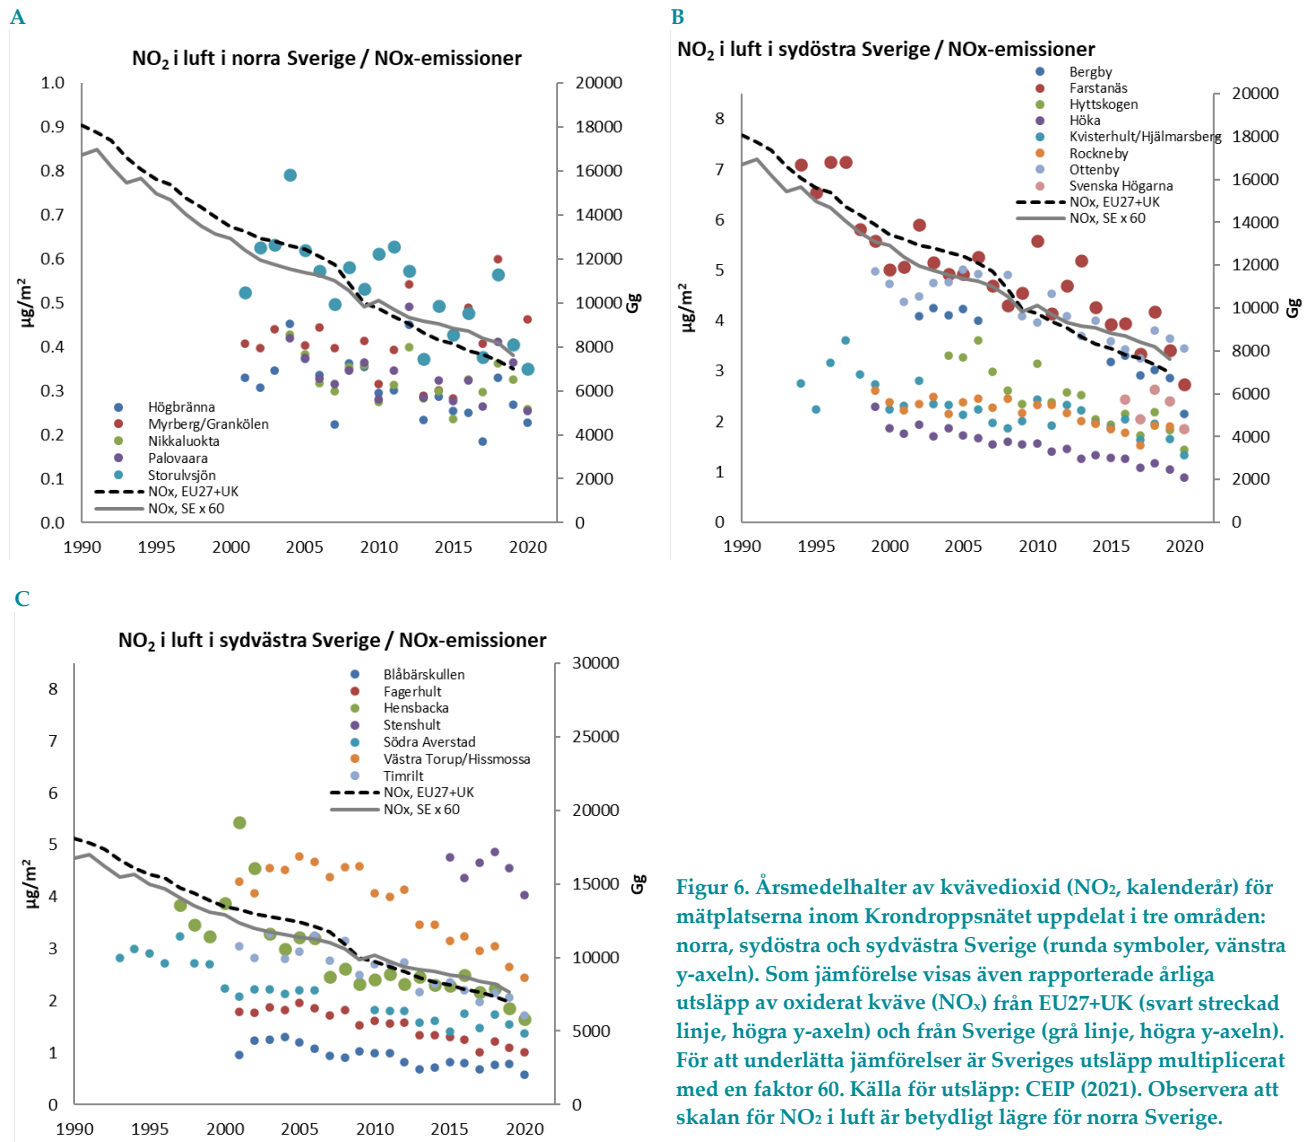 A
NO2 i luft i norra Sverige / NOx-emissioner
1.0
0.9
0.8
0.7
0.6
0.5
0.4
0.3
0.2
0.1
0.0
µg/m²
20000
18000
16000
14000
12000
10000
8000
6000
4000
2000
0
Gg
Högbränna
Myrberg/Grankölen
Nikkaluokta
Palovaara
Storulvsjön
NOx, EU27+UK
NOx, SE x 60
1990 1995 2000 2005 2010 2015 2020
B
NO2 i luft i sydöstra Sverige / NOx-emissioner
Bergby
Farstanäs
Hyttskogen
Höka
Kvisterhult/Hjälmarsberg
Rockneby
Ottenby
Svenska Högarna
NOx, EU27+UK
NOx, SE x 60
8
7
6
5
4
3
2
1
0
µg/m²
20000
18000
16000
14000
12000
10000
8000
6000
4000
2000
0
Gg
1990 1995 2000 2005 2010 2015 2020
C
NO2 i luft i sydvästra Sverige / NOx-emissioner
Blåbärskullen
Fagerhult
Hensbacka
Stenshult
Södra Averstad
Västra Torup/Hissmossa
Timrilt
NOx, EU27+UK
NOx, SE x 60
8
7
6
5
4
3
2
1
0
µg/m²
30000
25000
20000
15000
10000
5000
0
Gg
1990 1995 2000 2005 2010 2015 2020
Figur 6. Årsmedelhalter av kvävedioxid (NO2, kalenderår) för
mätplatserna inom Krondroppsnätet uppdelat i tre områden:
norra, sydöstra och sydvästra Sverige (runda symboler, vänstra
y-axeln). Som jämförelse visas även rapporterade årliga
utsläpp av oxiderat kväve (NOx) från EU27+UK (svart streckad
linje, högra y-axeln) och från Sverige (grå linje, högra y-axeln).
För att underlätta jämförelser är Sveriges utsläpp multiplicerat
med en faktor 60. Källa för utsläpp: CEIP (2021). Observera att
skalan för NO2 i luft är betydligt lägre för norra Sverige.